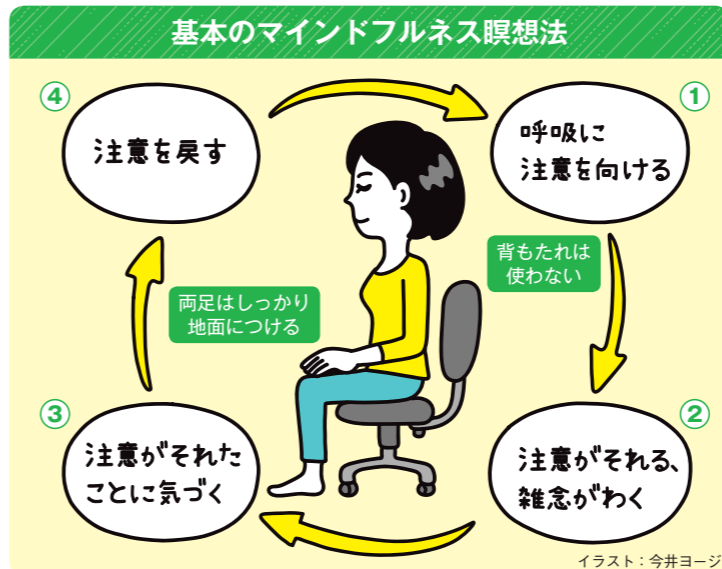 基本のマインドフルネス瞑想法
①
呼吸に
注意を向ける
背もたれは
使わない
②
注意がそれる、
雑念がわく
③
注意がそれた
ことに気づく
両足はしっかり
地面につける
④
注意を戻す
イラスト：今井ヨージ